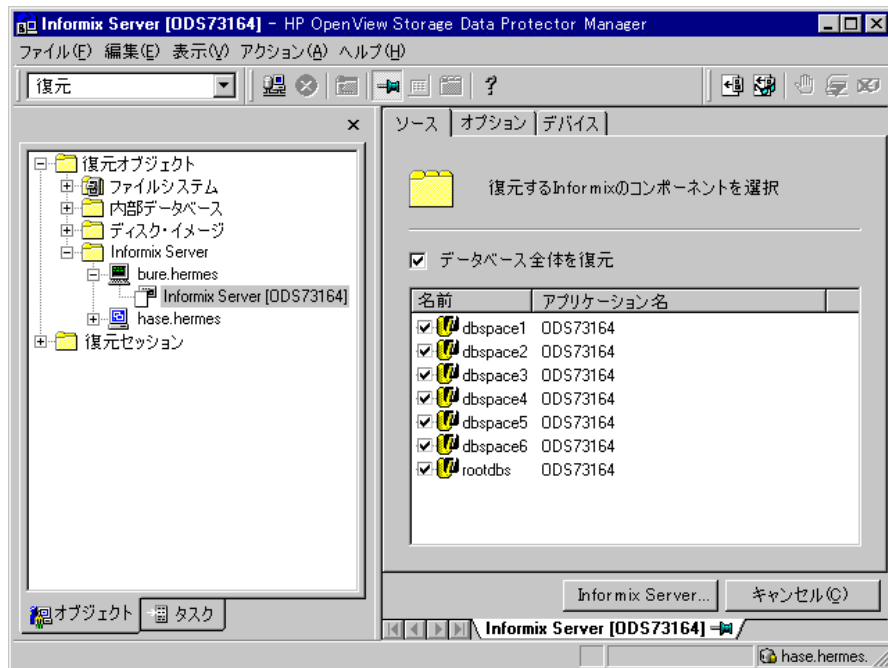 Informix Server [ODS73164] - HP OpenView Storage Data Protector Manager
ファイル(F) 編集(E) 表示(V) アクション(A) ヘルプ(H)
復元
ソース オプション デバイス
復元オブジェクト
ファイルシステム
内部データベース
ディスク・イメージ
Informix Server
bure.hermes
Informix Server [ODS73164]
hase.hermes
復元セッション
復元するInformixのコンポーネントを選択
データベース全体を復元
名前 アプリケーション名
dbspace1 ODS73164
dbspace2 ODS73164
dbspace3 ODS73164
dbspace4 ODS73164
dbspace5 ODS73164
dbspace6 ODS73164
rootdbs ODS73164
Informix Server... キャンセル(C)
オブジェクト タスク
Informix Server [ODS73164]
hase.hermes.